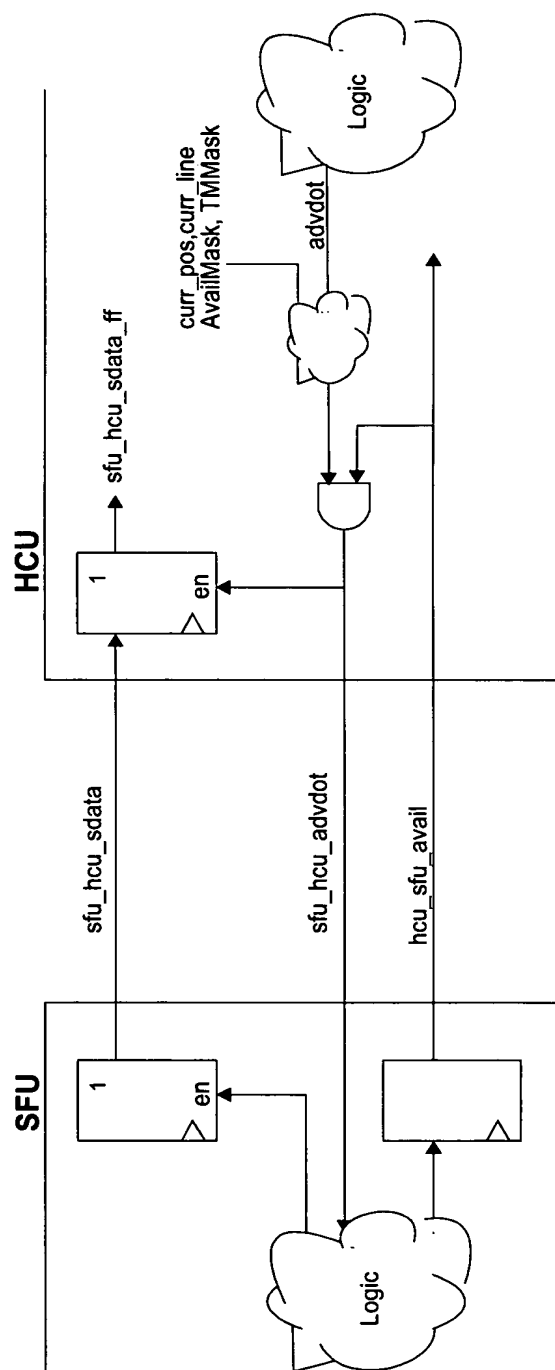 SFU
HCU
1
en
sfu_hcu_sdata
1
en
sfu_hcu_sdata_ff
sfu_hcu_advdot
hcu_sfu_avail
Logic
curr_pos,curr_line
AvailMask, TMMask
advdot
Logic